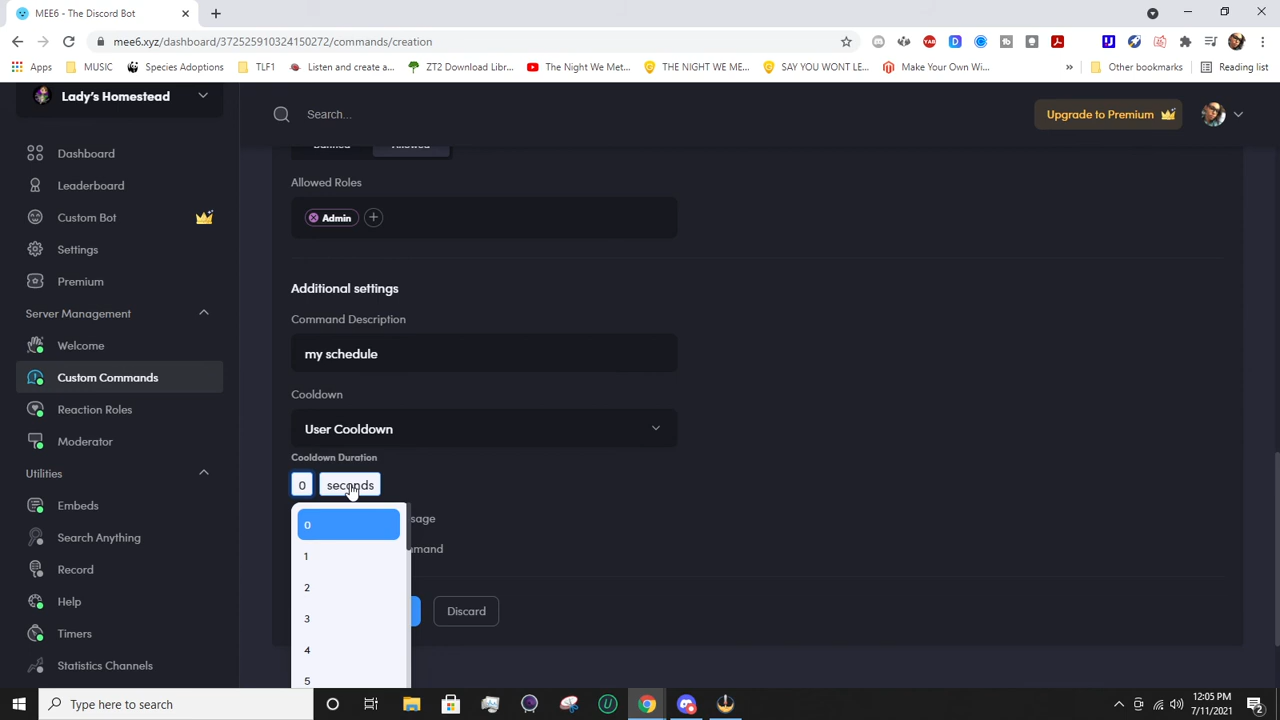 MEE6 - The Discord Bot
mee6.xyz/dashboard/372525910324150272/commands/creation
Apps
MUSIC
Species Adoptions
TLF1
Listen and create a...
ZT2 Download Libr...
The Night We Met...
THE NIGHT WE ME...
SAY YOU WONT LE...
Make Your Own Wi...
»
Other bookmarks
Reading list
Lady's Homestead
Search...
Upgrade to Premium
Dashboard
Leaderboard
Custom Bot
Settings
Premium
Server Management
Welcome
Custom Commands
Reaction Roles
Moderator
Utilities
Embeds
Search Anything
Record
Help
Timers
Statistics Channels
Allowed
Allowed Roles
Admin
Additional settings
Command Description
my schedule
Cooldown
User Cooldown
Cooldown Duration
0 seconds
0
1
2
3
4
5
ssage
mmand
Discard
Type here to search
12:05 PM
7/11/2021
2